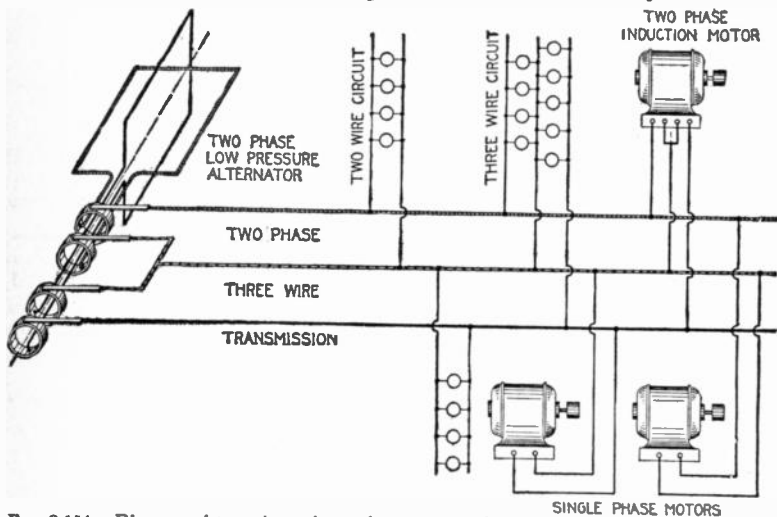 TWO PHASE
INDUCTION MOTOR
TWO WIRE CIRCUIT
THREE WIRE CIRCUIT
TWO PHASE
LOW PRESSURE
ALTERNATOR
TWO PHASE
THREE WIRE
TRANSMISSION
SINGLE PHASE MOTORS